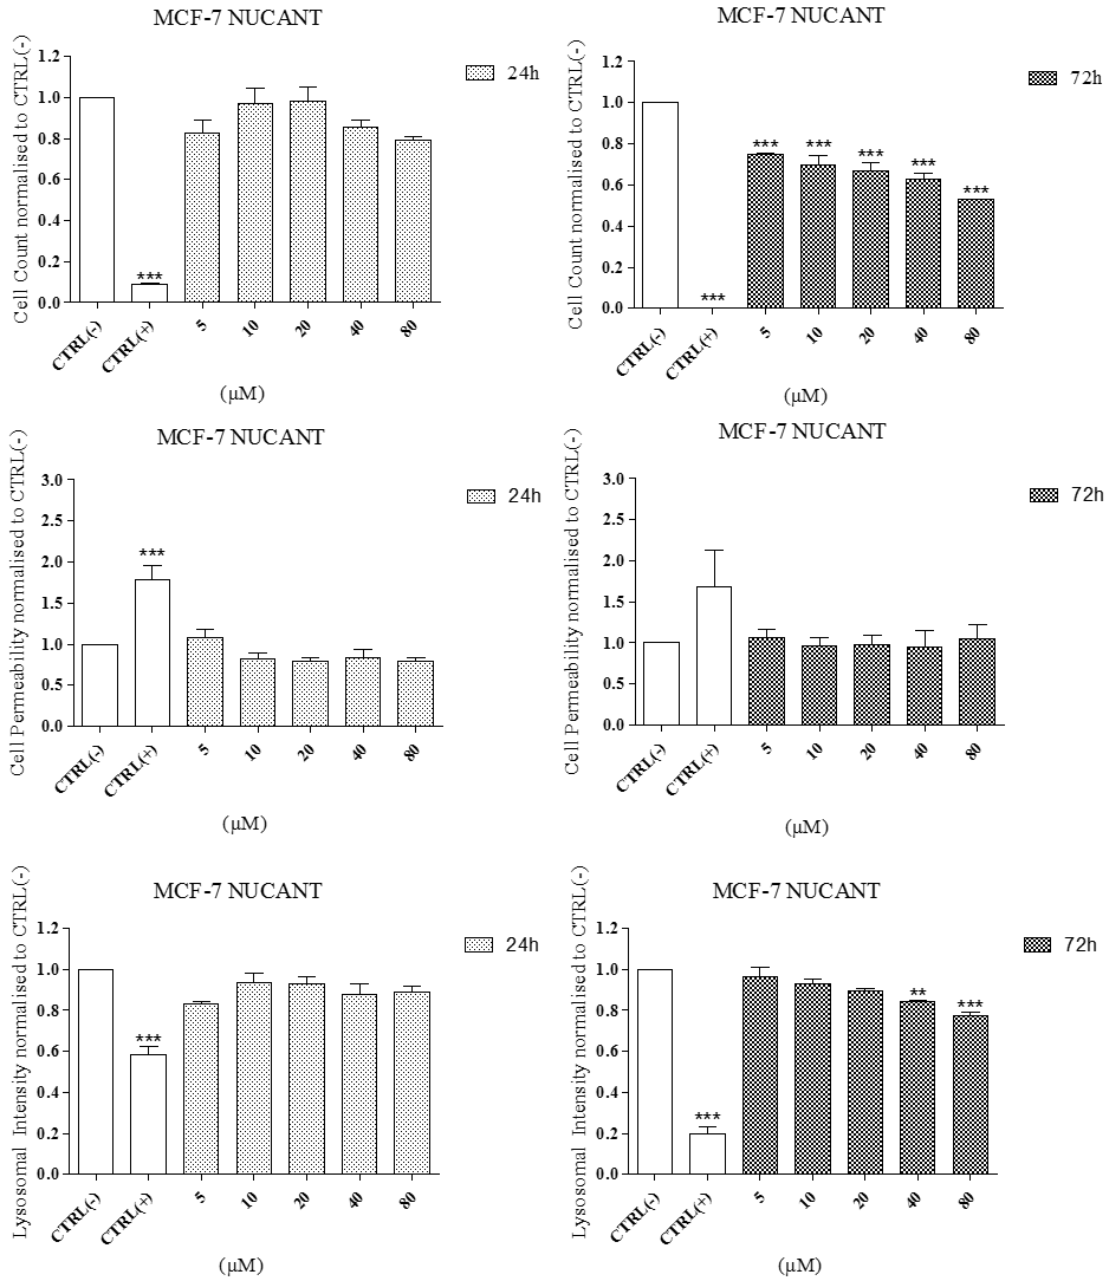 MCF-7 NUCANT
Cell Count normalised to CTRL(-)
24h
1.2
1.0
0.8
0.6
0.4
0.2
0.0
***
CTRL(-) CTRL(+) 5 10 20 40 80
(μM)
MCF-7 NUCANT
Cell Count normalised to CTRL(-)
72h
1.2
1.0
0.8
0.6
0.4
0.2
0.0
*** *** *** *** *** ***
CTRL(-) CTRL(+) 5 10 20 40 80
(μM)
MCF-7 NUCANT
Cell Permeability normalised to CTRL(-)
24h
3.0
2.5
2.0
1.5
1.0
0.5
0.0
***
CTRL(-) CTRL(+) 5 10 20 40 80
(μM)
MCF-7 NUCANT
Cell Permeability normalised to CTRL(-)
72h
3.0
2.5
2.0
1.5
1.0
0.5
0.0
CTRL(-) CTRL(+) 5 10 20 40 80
(μM)
MCF-7 NUCANT
Lysosomal Intensity normalised to CTRL(-)
24h
1.2
1.0
0.8
0.6
0.4
0.2
0.0
***
CTRL(-) CTRL(+) 5 10 20 40 80
(μM)
MCF-7 NUCANT
Lysosomal Intensity normalised to CTRL(-)
72h
1.2
1.0
0.8
0.6
0.4
0.2
0.0
*** ** ***
CTRL(-) CTRL(+) 5 10 20 40 80
(μM)